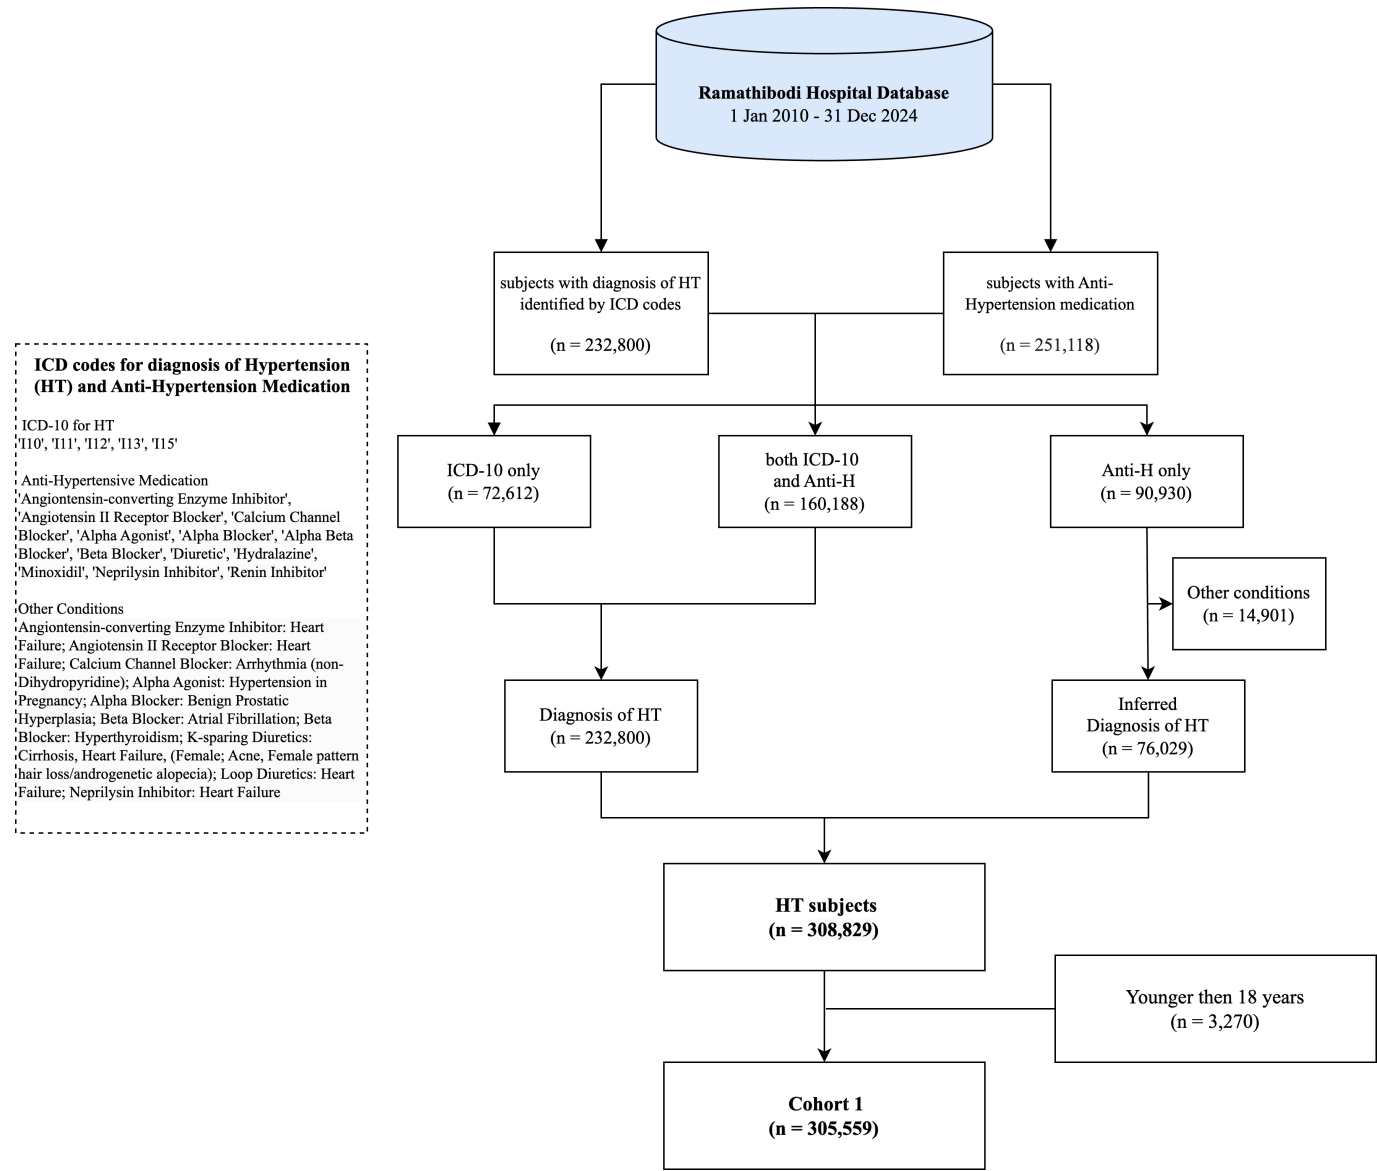 Ramathibodi Hospital Database
1 Jan 2010 - 31 Dec 2024
subjects with diagnosis of HT
identified by ICD codes
(n = 232,800)
subjects with Anti-
Hypertension medication
(n = 251,118)
ICD codes for diagnosis of Hypertension
(HT) and Anti-Hypertension Medication
ICD-10 for HT
'I10', 'I11', 'I12', 'I13', 'I15'
Anti-Hypertensive Medication
'Angiontensin-converting Enzyme Inhibitor',
'Angiotensin II Receptor Blocker', 'Calcium Channel
Blocker', 'Alpha Agonist', 'Alpha Blocker', 'Alpha Beta
Blocker', 'Beta Blocker', 'Diuretic', 'Hydralazine',
'Minoxidil', 'Neprilysin Inhibitor', 'Renin Inhibitor'
Other Conditions
Angiontensin-converting Enzyme Inhibitor: Heart
Failure; Angiotensin II Receptor Blocker: Heart
Failure; Calcium Channel Blocker: Arrhythmia (non-
Dihydropyridine); Alpha Agonist: Hypertension in
Pregnancy; Alpha Blocker: Benign Prostatic
Hyperplasia; Beta Blocker: Atrial Fibrillation; Beta
Blocker: Hyperthyroidism; K-sparing Diuretics:
Cirrhosis, Heart Failure, (Female; Acne, Female pattern
hair loss/androgenetic alopecia); Loop Diuretics: Heart
Failure; Neprilysin Inhibitor: Heart Failure
ICD-10 only
(n = 72,612)
both ICD-10
and Anti-H
(n = 160,188)
Anti-H only
(n = 90,930)
Other conditions
(n = 14,901)
Diagnosis of HT
(n = 232,800)
Inferred
Diagnosis of HT
(n = 76,029)
HT subjects
(n = 308,829)
Younger then 18 years
(n = 3,270)
Cohort 1
(n = 305,559)